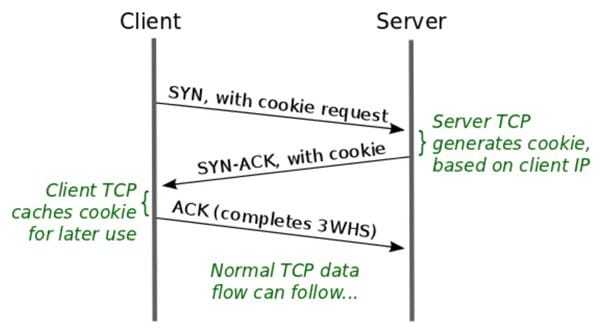 Client
Server
SYN, with cookie request
Server TCP
generates cookie,
based on client IP
SYN-ACK, with cookie
Client TCP
caches cookie
for later use
ACK (completes 3WHS)
Normal TCP data
flow can follow...